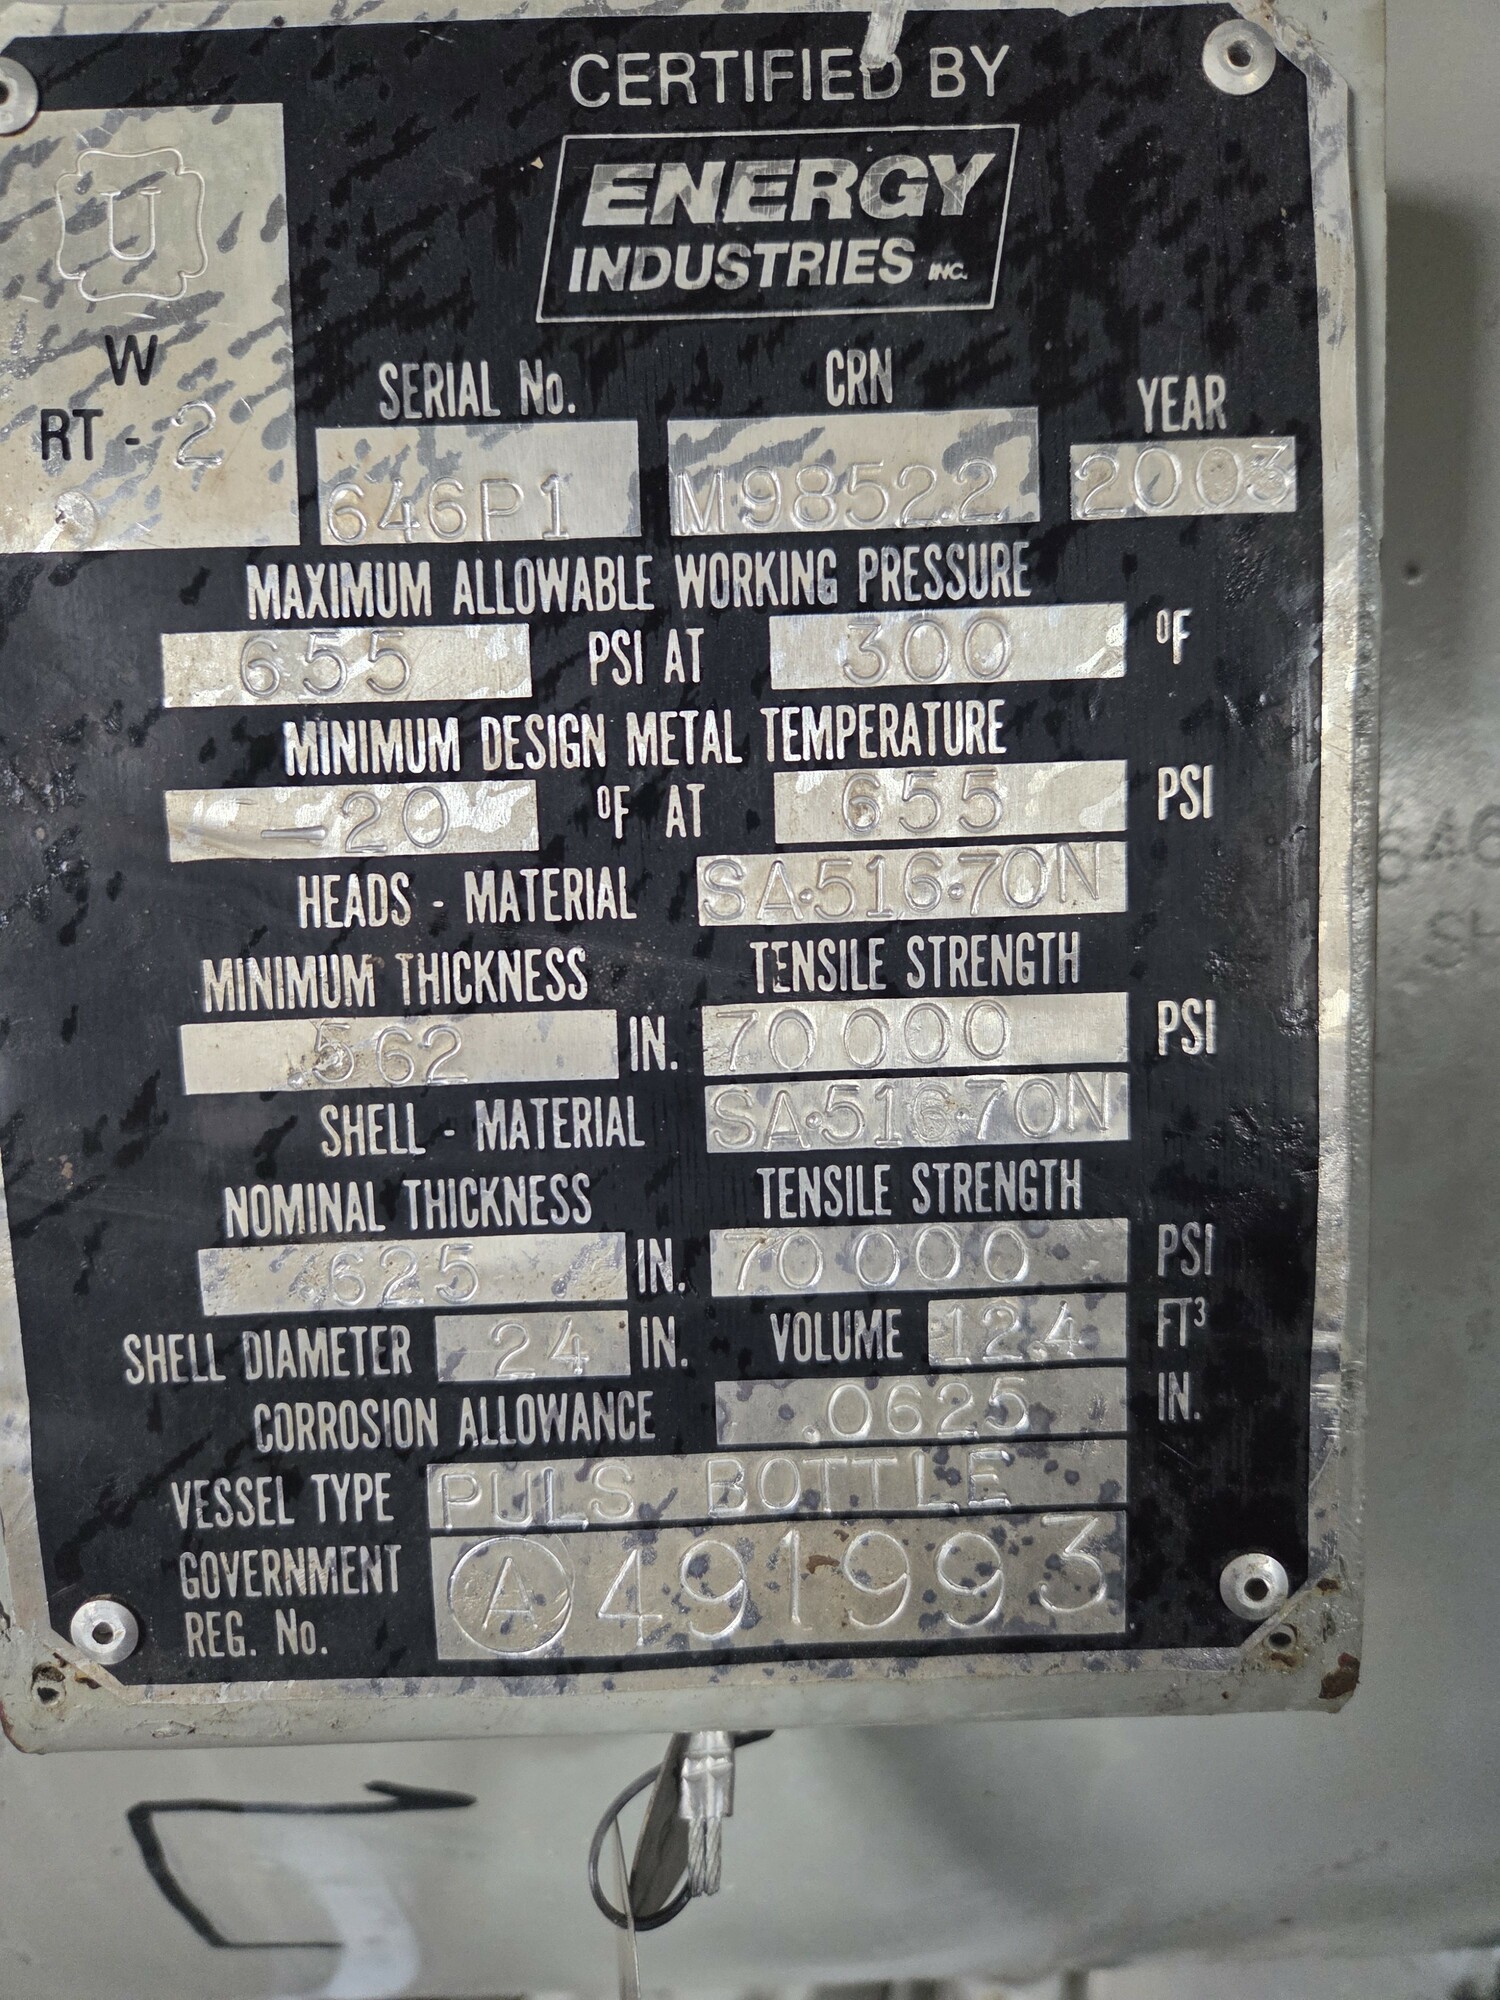 CERTIFIED BY
ENERGY
INDUSTRIES INC.
U
W
RT - 2
SERIAL No.
CRN
YEAR
646P1
M9852.2
2003
MAXIMUM ALLOWABLE WORKING PRESSURE
655 PSI AT 300 °F
MINIMUM DESIGN METAL TEMPERATURE
-20 °F AT 655 PSI
HEADS - MATERIAL SA·516·70N
MINIMUM THICKNESS TENSILE STRENGTH
.562 IN. 70000 PSI
SHELL - MATERIAL SA·516·70N
NOMINAL THICKNESS TENSILE STRENGTH
.625 IN. 70000 PSI
SHELL DIAMETER 24 IN. VOLUME 12.4 FT³
CORROSION ALLOWANCE .0625 IN.
VESSEL TYPE PULS BOTTLE
GOVERNMENT
REG. No.
A 491993